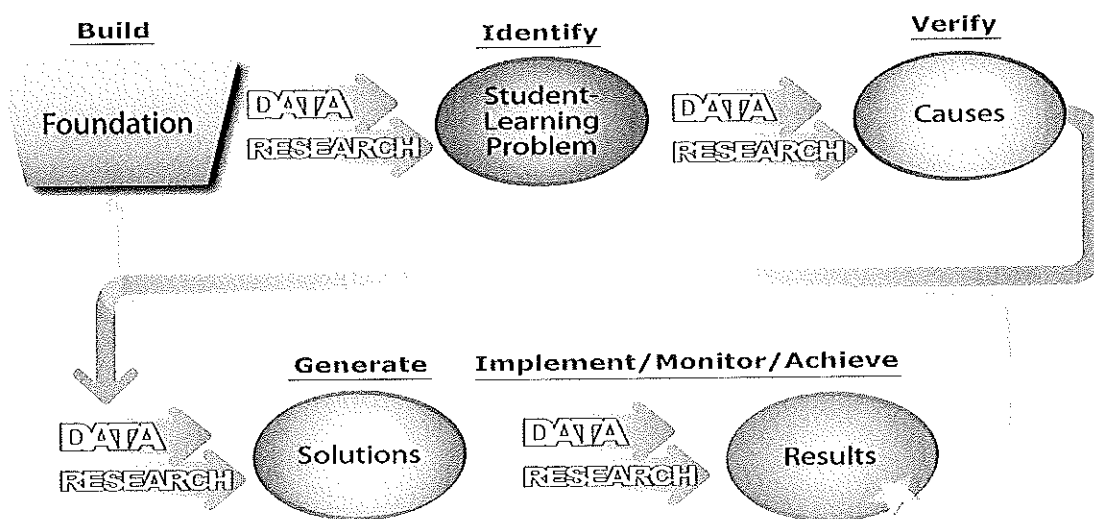 Build
Foundation
DATA
RESEARCH
Identify
Student-
Learning
Problem
DATA
RESEARCH
Verify
Causes
DATA
RESEARCH
Generate
Solutions
DATA
RESEARCH
Implement/Monitor/Achieve
Results